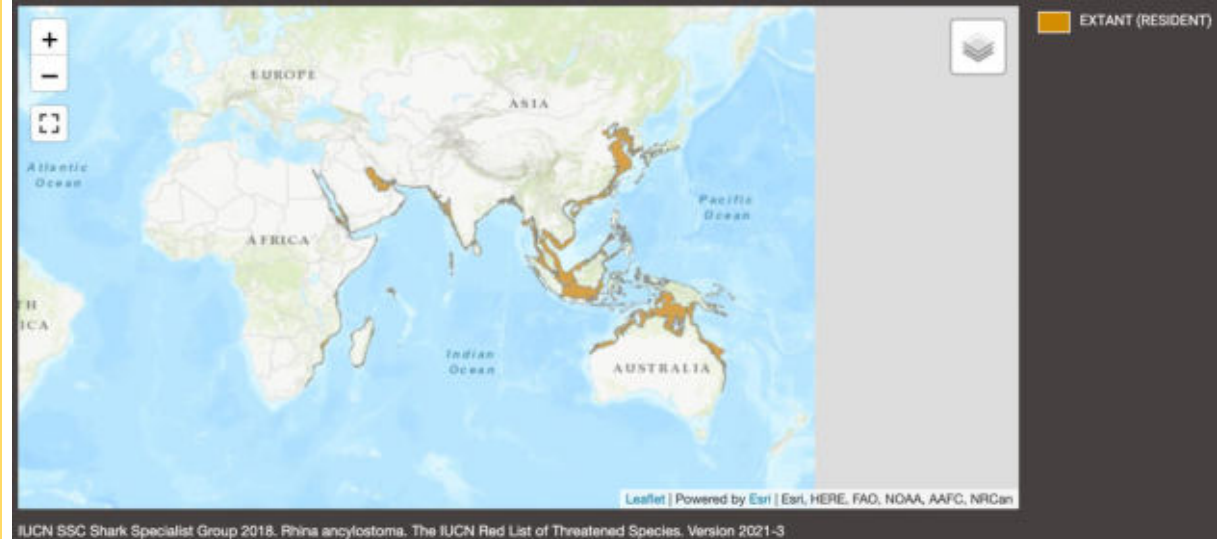 +
EXTANT (RESIDENT)
−
EUROPE
ASIA
Atlantic
Ocean
Pacific
Ocean
AFRICA
TH
ICA
Indian
Ocean
AUSTRALIA
Leaflet | Powered by Esri | Esri, HERE, FAO, NOAA, AAFC, NRCan
IUCN SSC Shark Specialist Group 2018. Rhina ancylostoma. The IUCN Red List of Threatened Species. Version 2021-3